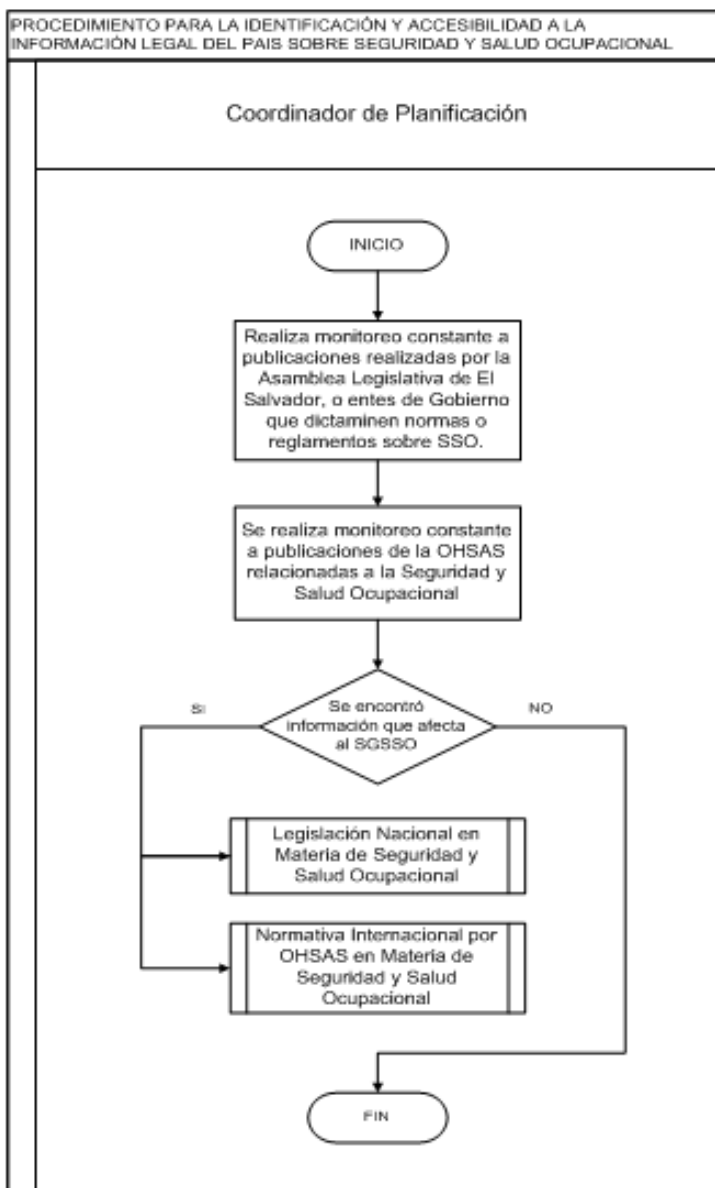 PROCEDIMIENTO PARA LA IDENTIFICACIÓN Y ACCESIBILIDAD A LA
INFORMACIÓN LEGAL DEL PAIS SOBRE SEGURIDAD Y SALUD OCUPACIONAL
Coordinador de Planificación
INICIO
Realiza monitoreo constante a
publicaciones realizadas por la
Asamblea Legislativa de El
Salvador, o entes de Gobierno
que dictaminen normas o
reglamentos sobre SSO.
Se realiza monitoreo constante
a publicaciones de la OHSAS
relacionadas a la Seguridad y
Salud Ocupacional
SI
Se encontró
información que afecta
al SGSSO
NO
Legislación Nacional en
Materia de Seguridad y
Salud Ocupacional
Normativa Internacional por
OHSAS en Materia de
Seguridad y Salud
Ocupacional
FIN